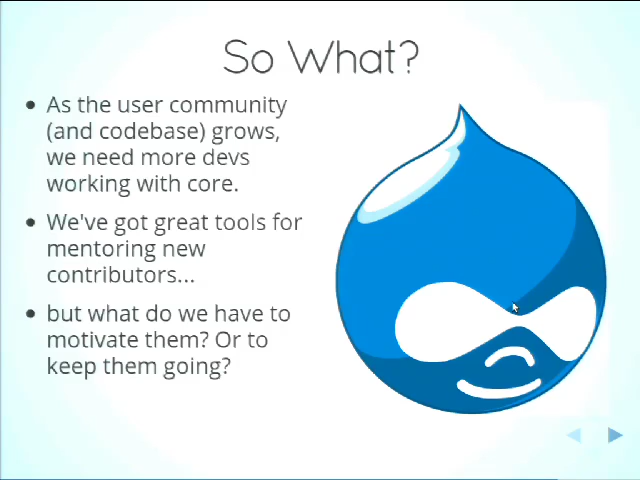 So What?
As the user community
(and codebase) grows,
we need more devs
working with core.
We've got great tools for
mentoring new
contributors...
but what do we have to
motivate them? Or to
keep them going?